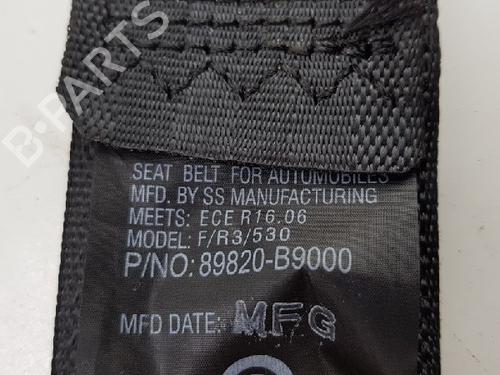 B-PARTS
SEAT BELT FOR AUTOMOBILES
MFD. BY SS MANUFACTURING
MEETS: ECE R16.06
MODEL: F/R3/530
P/NO: 89820-B9000
MFD DATE: MFG